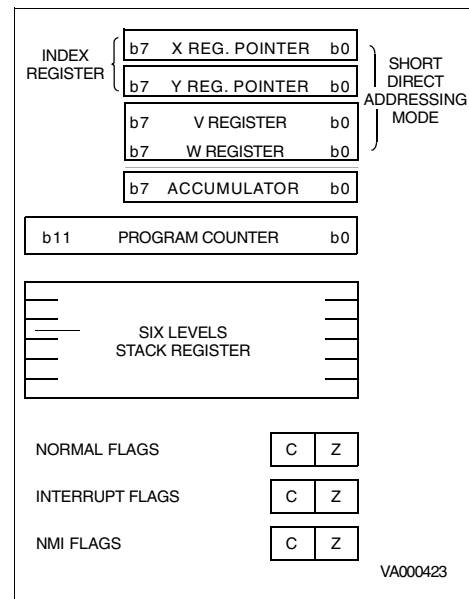 INDEX
REGISTER
b7 X REG. POINTER b0
b7 Y REG. POINTER b0
b7 V REGISTER b0
b7 W REGISTER b0
SHORT
DIRECT
ADDRESSING
MODE
b7 ACCUMULATOR b0
b11 PROGRAM COUNTER b0
SIX LEVELS
STACK REGISTER
NORMAL FLAGS C Z
INTERRUPT FLAGS C Z
NMI FLAGS C Z
VA000423